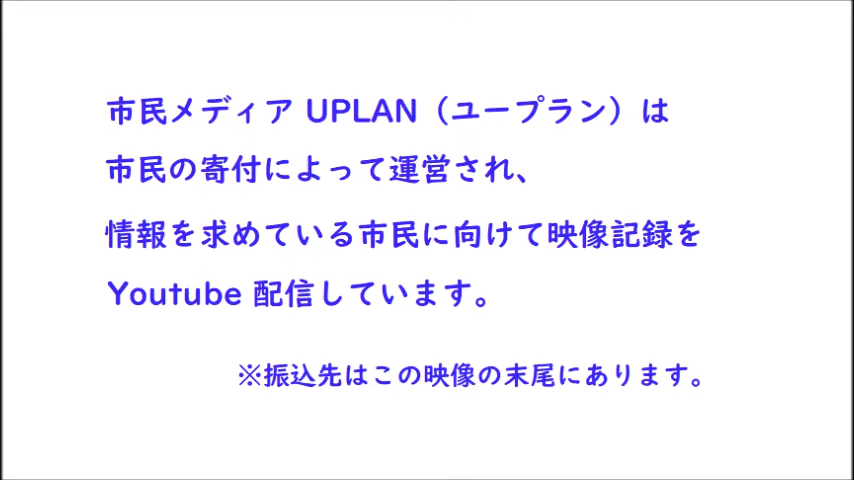 市民メディア UPLAN（ユープラン）は
市民の寄付によって運営され、
情報を求めている市民に向けて映像記録を
Youtube 配信しています。
※振込先はこの映像の末尾にあります。